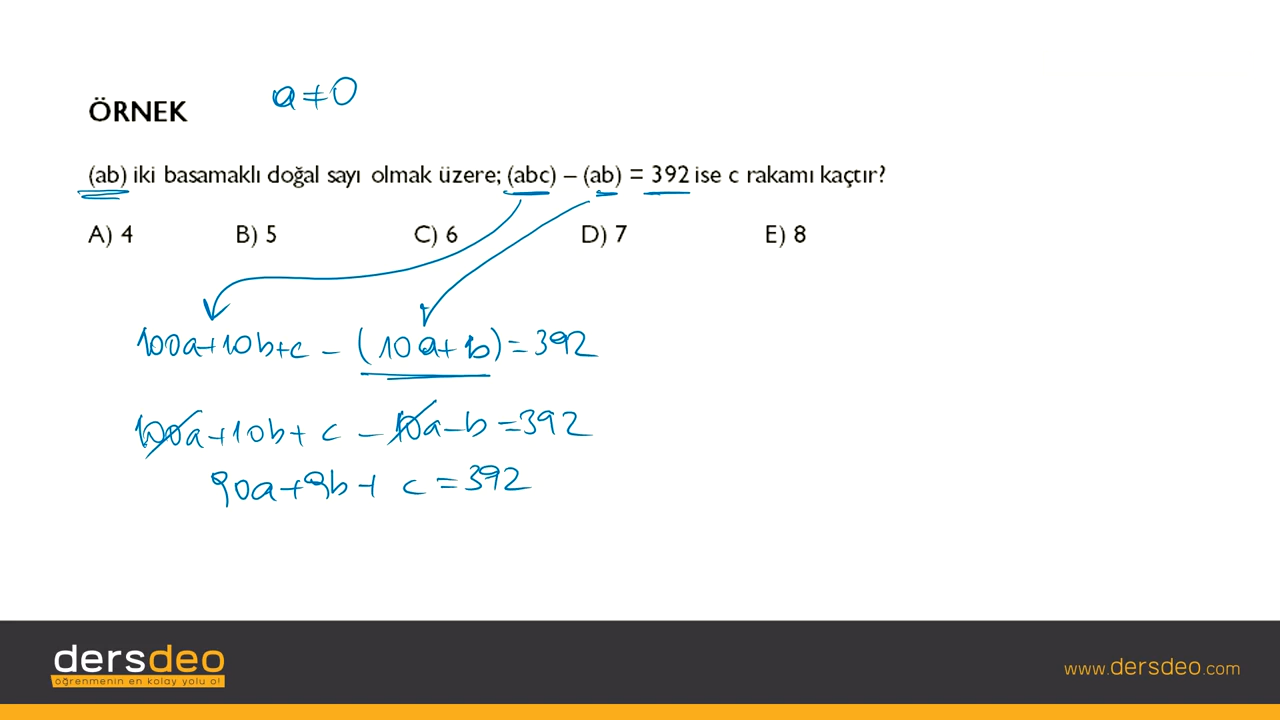 a ≠ 0
ÖRNEK
(ab) iki basamaklı doğal sayı olmak üzere; (abc) – (ab) = 392 ise c rakamı kaçtır?
A) 4 B) 5 C) 6 D) 7 E) 8
100a+10b+c – (10a+b) = 392
100a+10b+c – 10a–b = 392
90a+9b+c = 392
dersdeo
öğrenmenin en kolay yolu o!
www.dersdeo.com